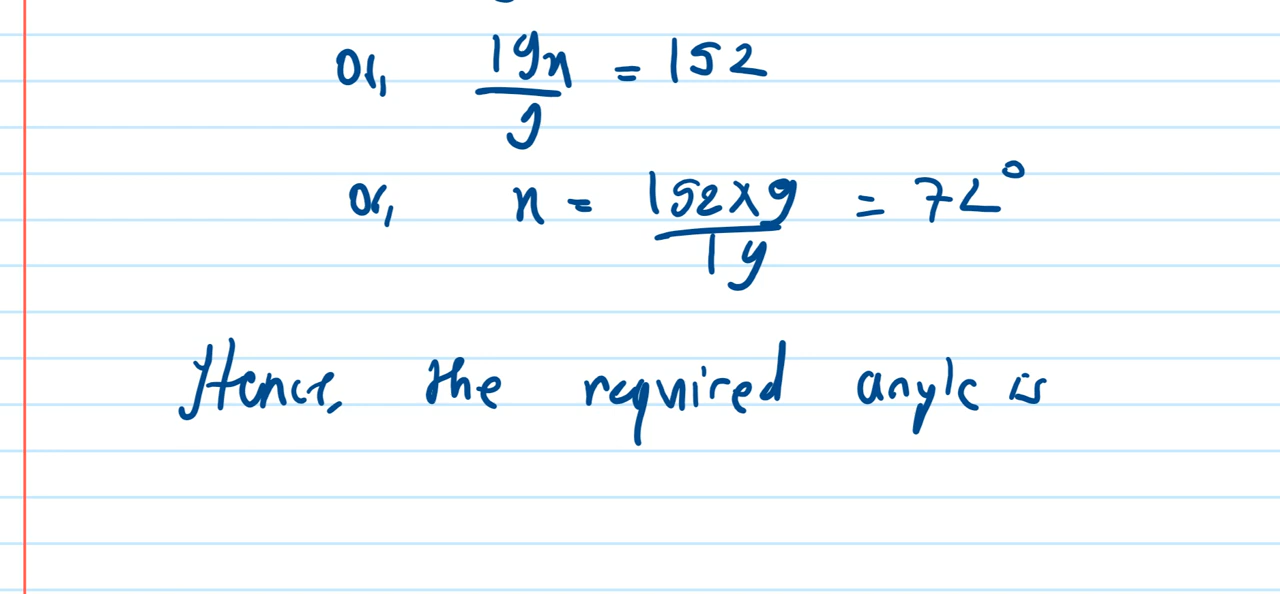 or, 19x/9 = 152
or, x = 152×9/19 = 72°
Hence, the required angle is